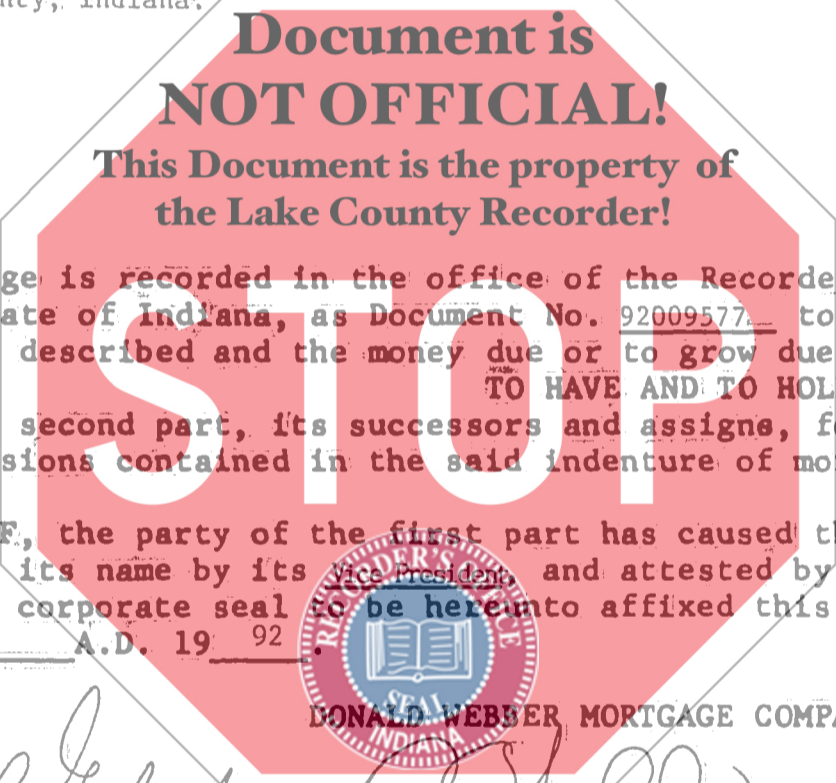 nty, Indiana.
Document is
NOT OFFICIAL!
This Document is the property of
the Lake County Recorder!
STOP
ge is recorded in the office of the Recorde
ate of Indiana, as Document No. 92009577 to
described and the money due or to grow due
TO HAVE AND TO HOL
second part, its successors and assigns, f
sions contained in the said indenture of mo
F, the party of the first part has caused t
its name by its Vice President, and attested by
corporate seal to be hereunto affixed this
A.D. 19 92.
RECORDER'S OFFICE
SEAL
INDIANA
DONALD WEBBER MORTGAGE COMPA